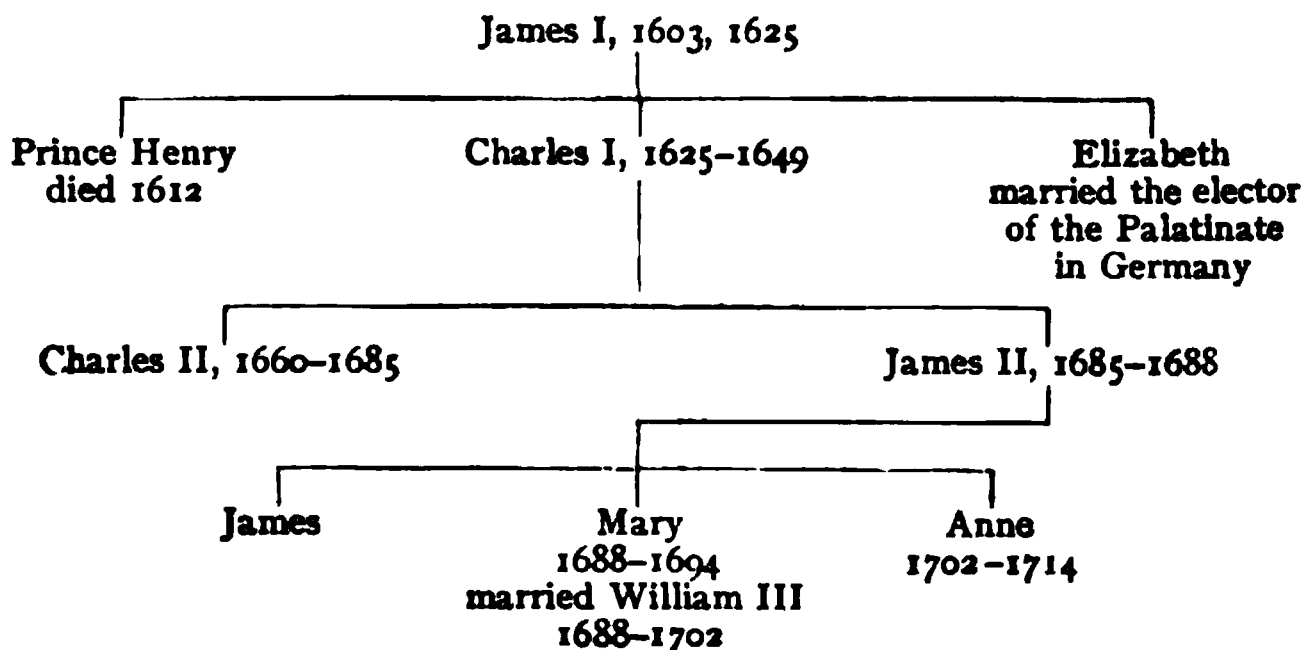 James I, 1603, 1625
Prince Henry
died 1612
Charles I, 1625–1649
Elizabeth
married the elector
of the Palatinate
in Germany
Charles II, 1660–1685
James II, 1685–1688
James
Mary
1688–1694
married William III
1688–1702
Anne
1702–1714